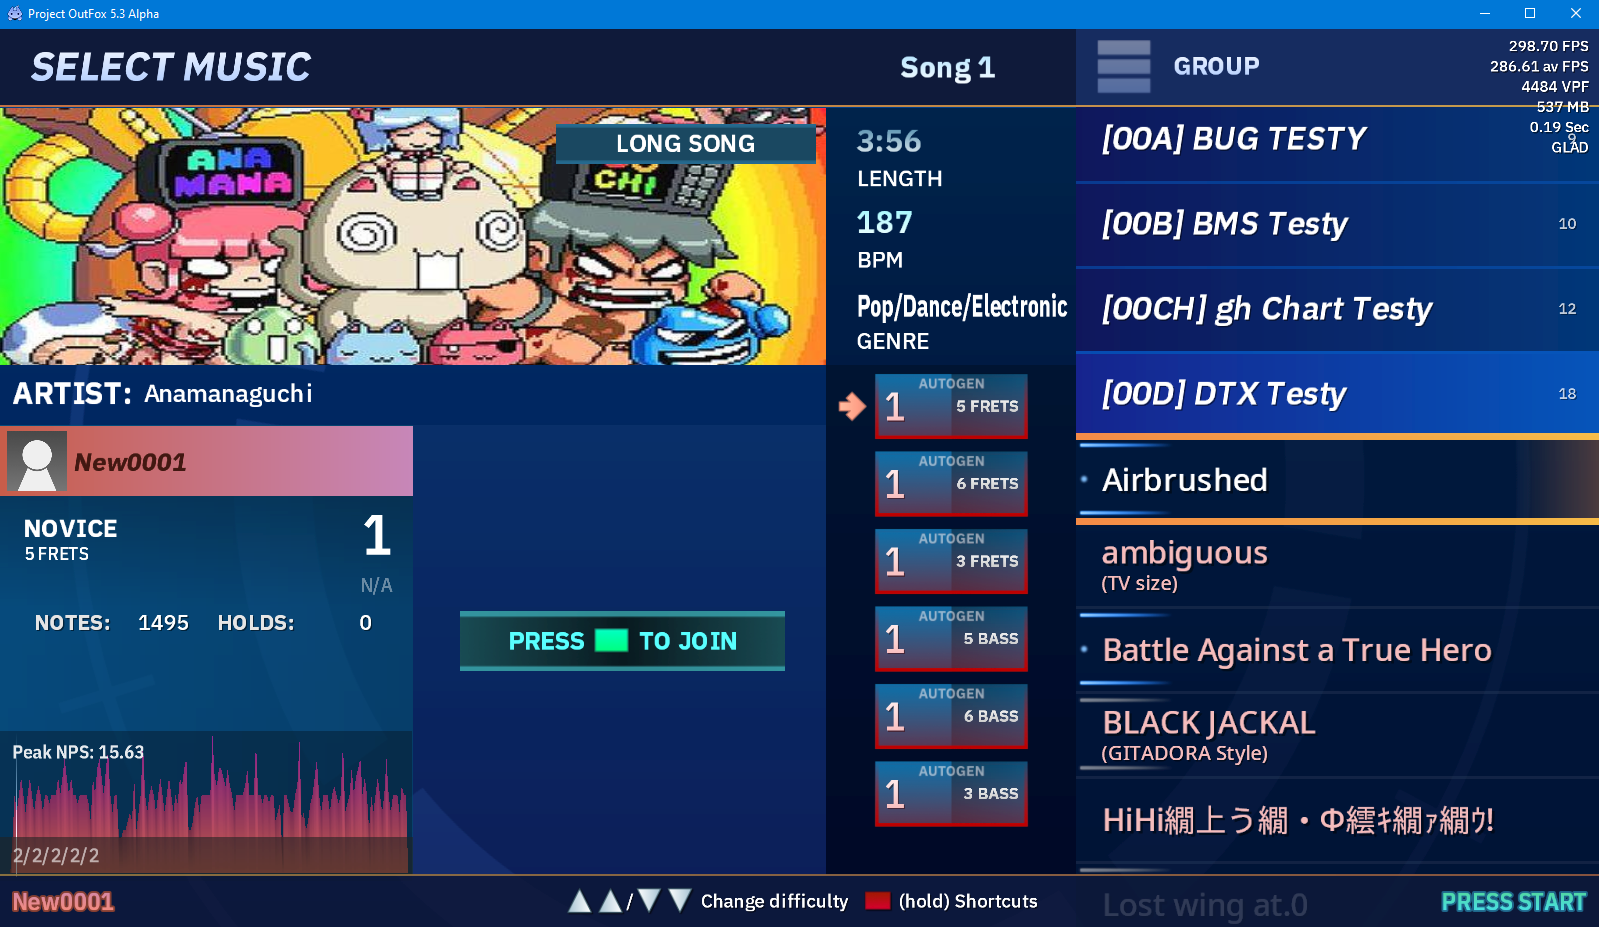 Project OutFox 5.3 Alpha
SELECT MUSIC
Song 1
GROUP
298.70 FPS
286.61 av FPS
4484 VPF
537 MB
0.19 Sec
GLAD
ANA
MANA
CHI
LONG SONG
3:56
LENGTH
187
BPM
Pop/Dance/Electronic
GENRE
ARTIST: Anamanaguchi
New0001
NOVICE
1
5 FRETS
N/A
NOTES: 1495 HOLDS: 0
Peak NPS: 15.63
2/2/2/2/2
PRESS TO JOIN
AUTOGEN
1 5 FRETS
AUTOGEN
1 6 FRETS
AUTOGEN
1 3 FRETS
AUTOGEN
1 5 BASS
AUTOGEN
1 6 BASS
AUTOGEN
1 3 BASS
[00A] BUG TESTY 9
[00B] BMS Testy 10
[00CH] gh Chart Testy 12
[00D] DTX Testy 18
Airbrushed
ambiguous
(TV size)
Battle Against a True Hero
BLACK JACKAL
(GITADORA Style)
HiHi繝上う繝・Φ繧ｷ繝ｧ繝ｳ!
Lost wing at.0
New0001
/ Change difficulty (hold) Shortcuts
PRESS START